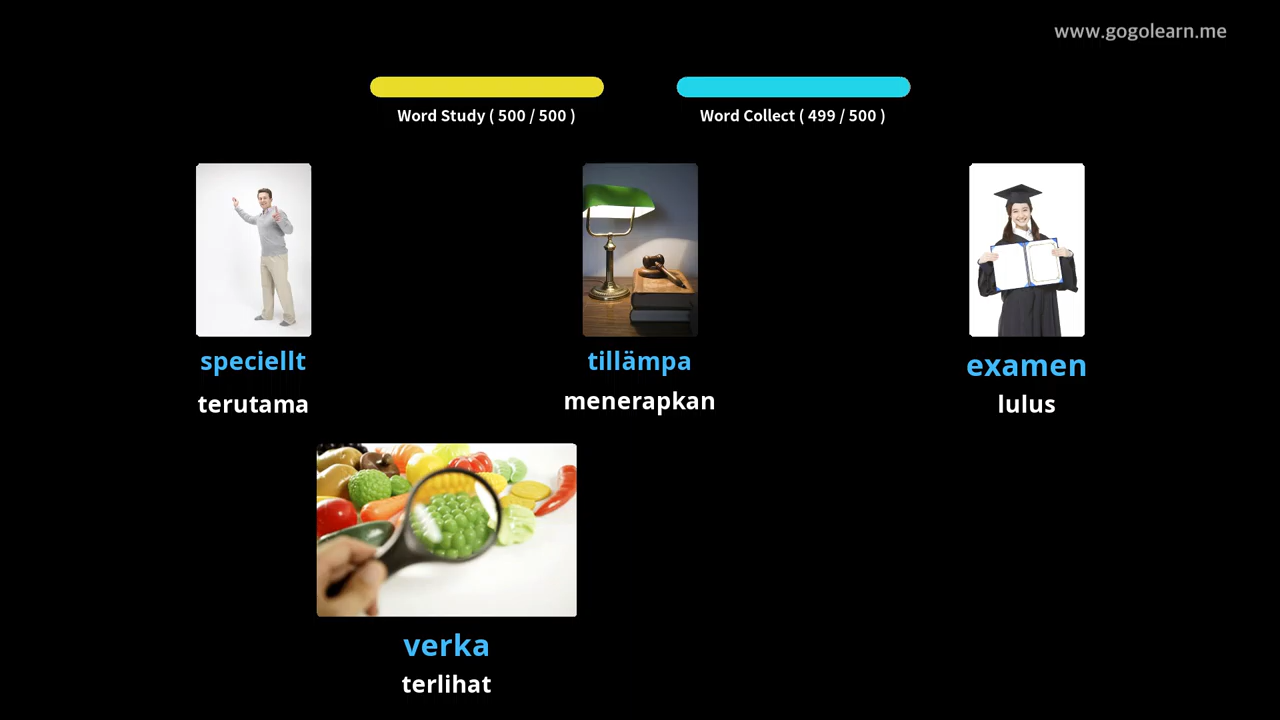 www.gogolearn.me
Word Study ( 500 / 500 )
Word Collect ( 499 / 500 )
speciellt
terutama
tillämpa
menerapkan
examen
lulus
verka
terlihat